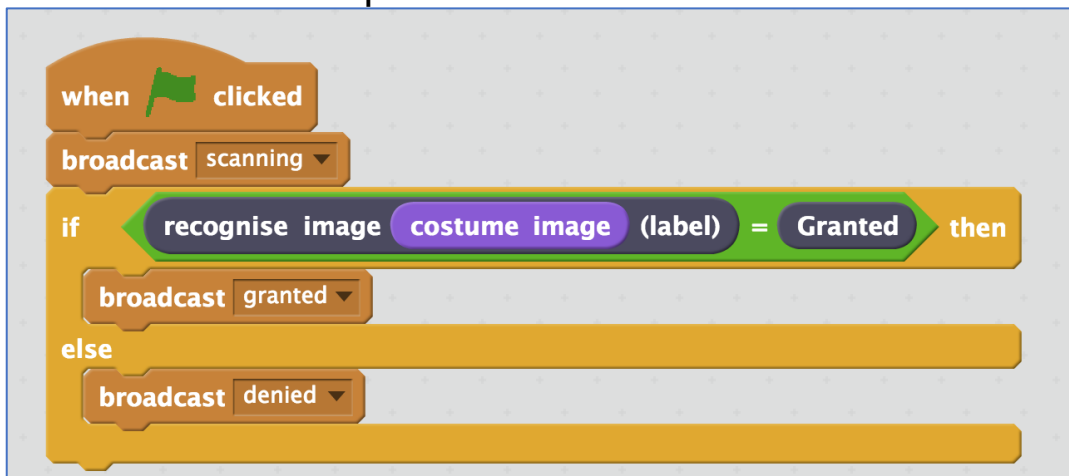 when clicked
broadcast scanning
if recognise image costume image (label) = Granted then
broadcast granted
else
broadcast denied